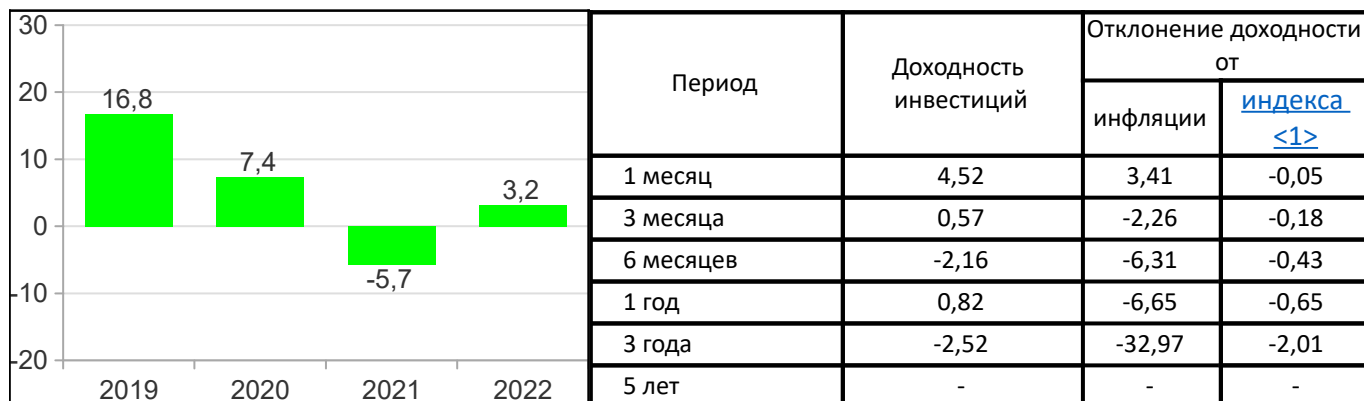 30
20
10
0
-10
-20
16,8
7,4
-5,7
3,2
2019 2020 2021 2022
Период
Доходность
инвестиций
Отклонение доходности
от
инфляции
индекса
<1>
1 месяц 4,52 3,41 -0,05
3 месяца 0,57 -2,26 -0,18
6 месяцев -2,16 -6,31 -0,43
1 год 0,82 -6,65 -0,65
3 года -2,52 -32,97 -2,01
5 лет - - -